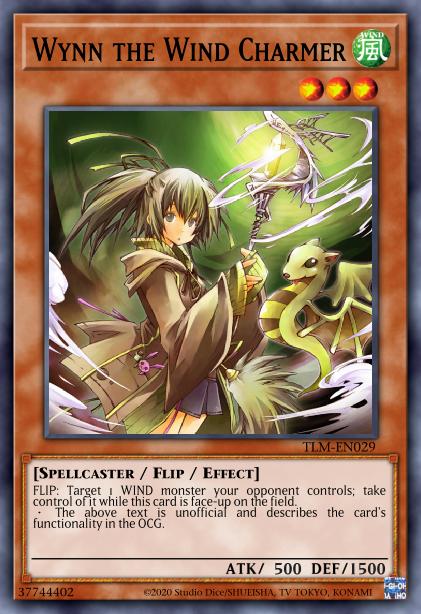 Wynn the Wind Charmer
WIND
風
TLM-EN029
[Spellcaster / Flip / Effect]
FLIP: Target 1 WIND monster your opponent controls; take
control of it while this card is face-up on the field.
· The above text is unofficial and describes the card's
functionality in the OCG.
ATK/ 500 DEF/1500
37744402
©2020 Studio Dice/SHUEISHA, TV TOKYO, KONAMI